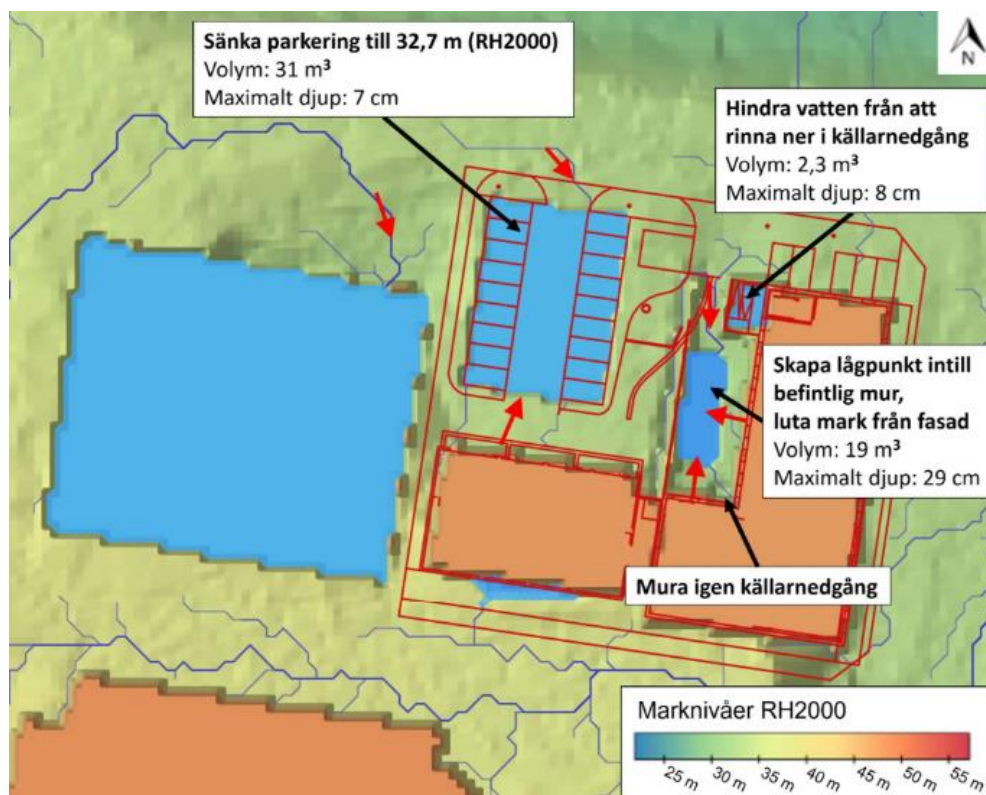 Sänka parkering till 32,7 m (RH2000)
Volym: 31 m³
Maximalt djup: 7 cm
N
Hindra vatten från att
rinna ner i källarnedgång
Volym: 2,3 m³
Maximalt djup: 8 cm
Skapa lågpunkt intill
befintlig mur,
luta mark från fasad
Volym: 19 m³
Maximalt djup: 29 cm
Mura igen källarnedgång
Marknivåer RH2000
25 m 30 m 35 m 40 m 45 m 50 m 55 m